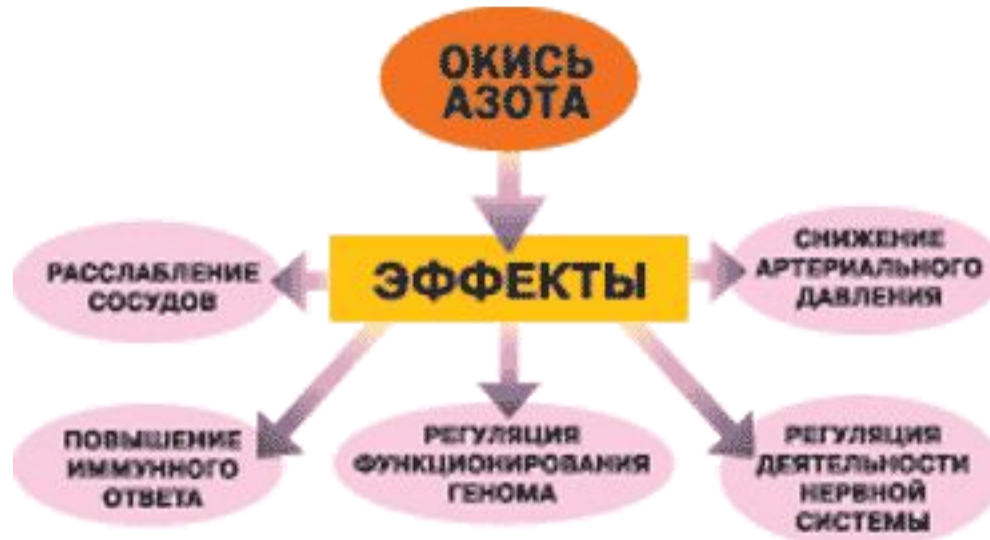 ОКИСЬ
АЗОТА
ЭФФЕКТЫ
РАССЛАБЛЕНИЕ
СОСУДОВ
СНИЖЕНИЕ
АРТЕРИАЛЬНОГО
ДАВЛЕНИЯ
ПОВЫШЕНИЕ
ИММУННОГО
ОТВЕТА
РЕГУЛЯЦИЯ
ФУНКЦИОНИРОВАНИЯ
ГЕНОМА
РЕГУЛЯЦИЯ
ДЕЯТЕЛЬНОСТИ
НЕРВНОЙ
СИСТЕМЫ